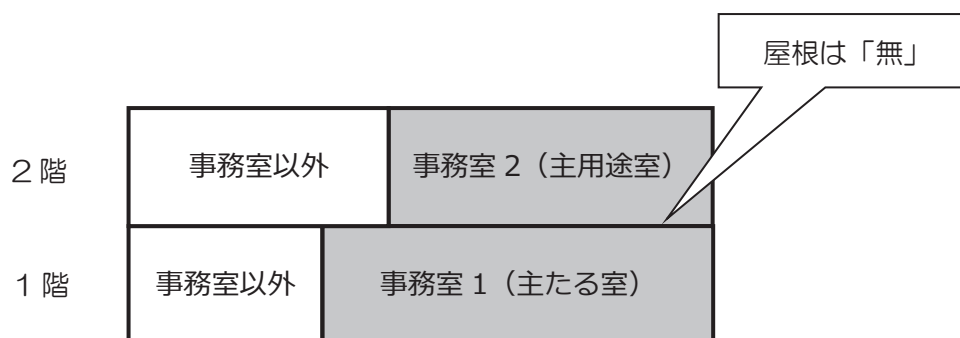 屋根は「無」
２階
事務室以外
事務室 2（主用途室）
１階
事務室以外
事務室 1（主たる室）